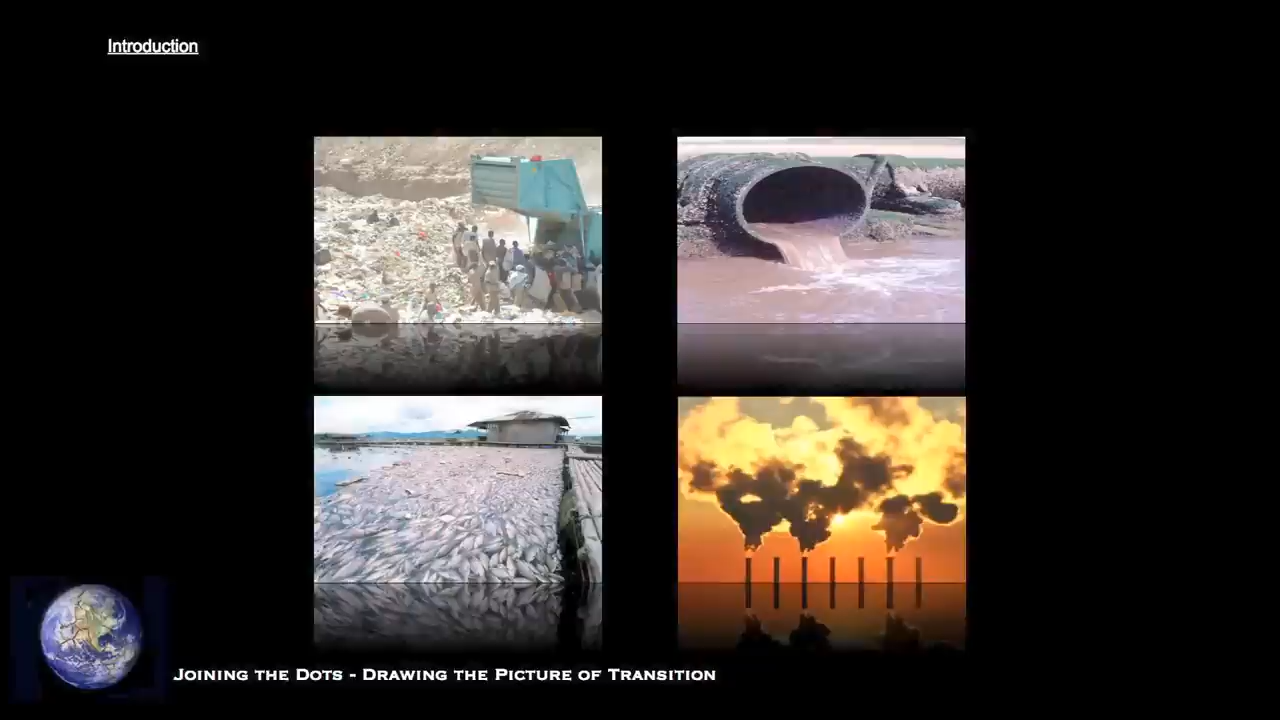 Introduction
Joining the Dots - Drawing the Picture of Transition